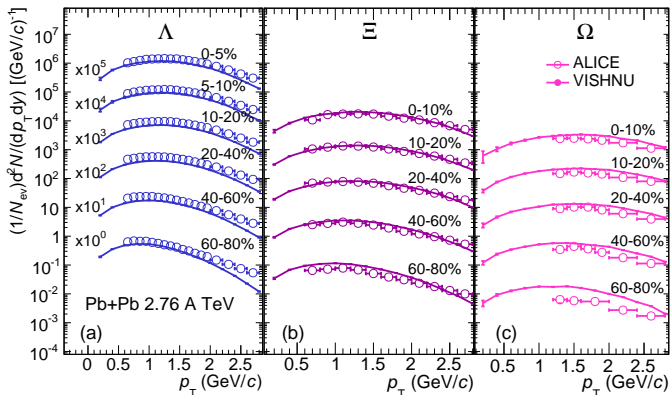 (1/N_ev)d²N/(dp_T dy) [(GeV/c)⁻¹]
10⁷
10⁶
10⁵
10⁴
10³
10²
10
1
10⁻¹
10⁻²
10⁻³
10⁻⁴
Λ
x10⁵
0-5%
x10⁴
5-10%
x10³
10-20%
x10²
20-40%
x10¹
40-60%
x10⁰
60-80%
Pb+Pb 2.76 A TeV
(a)
0 0.5 1 1.5 2 2.5
p_T (GeV/c)
Ξ
0-10%
10-20%
20-40%
40-60%
60-80%
(b)
0.5 1 1.5 2 2.5
p_T (GeV/c)
Ω
ALICE
VISHNU
0-10%
10-20%
20-40%
40-60%
60-80%
(c)
0.5 1 1.5 2 2.5
p_T (GeV/c)